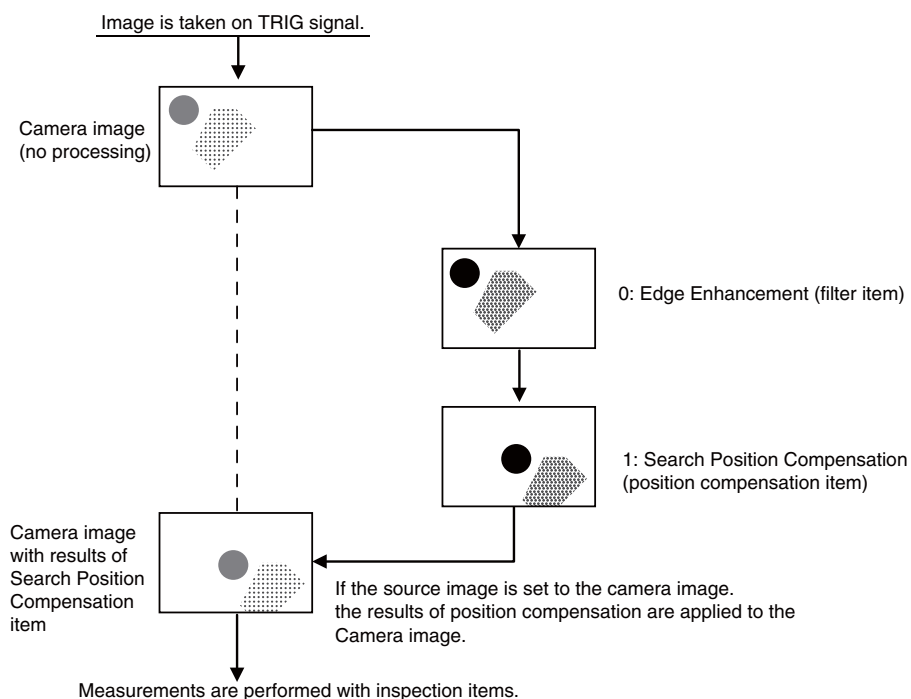 Image is taken on TRIG signal.
Camera image
(no processing)
0: Edge Enhancement (filter item)
1: Search Position Compensation
(position compensation item)
Camera image
with results of
Search Position
Compensation
item
If the source image is set to the camera image.
the results of position compensation are applied to the
Camera image.
Measurements are performed with inspection items.